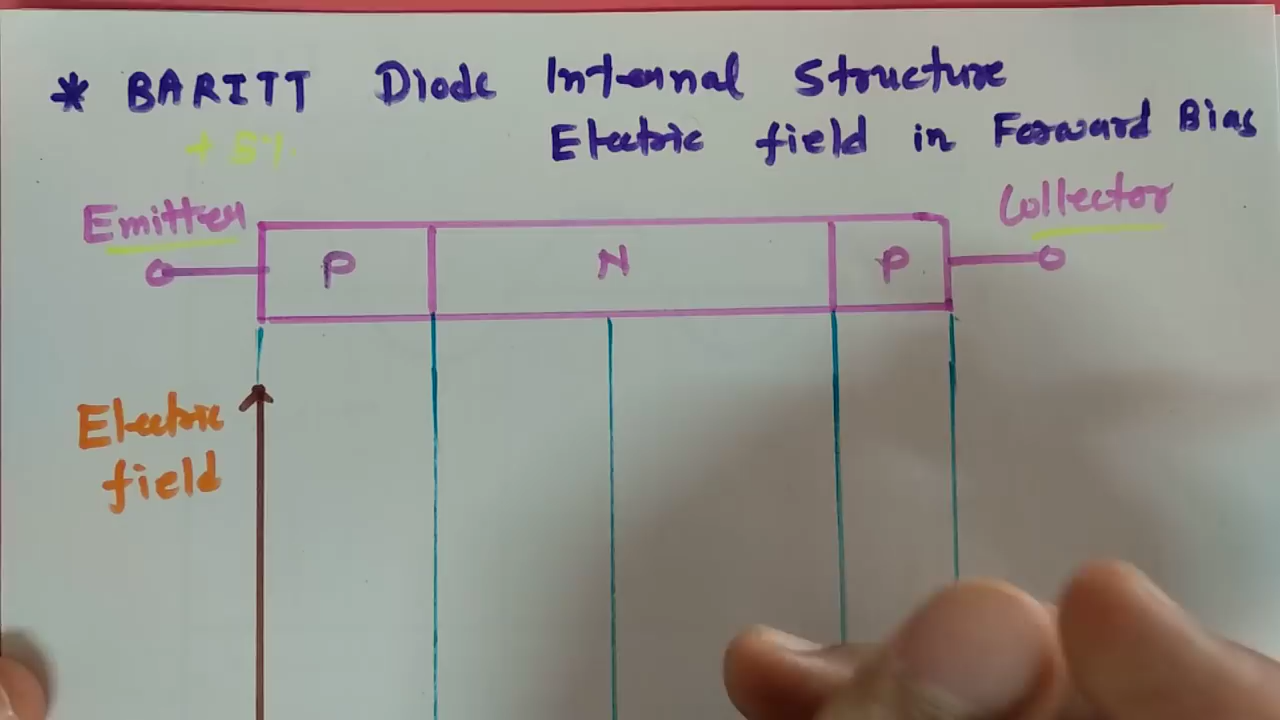 * BARITT Diode Internal Structure
Electric field in Forward Bias
Emitter
Collector
P N P
Electric
field